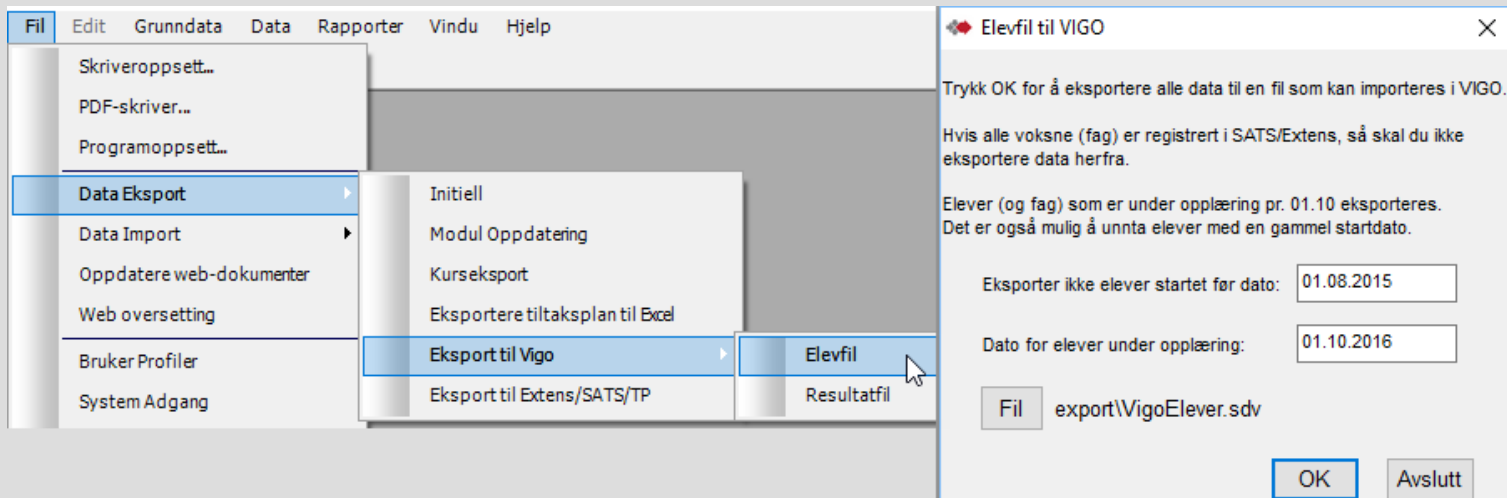 Fil Edit Grunndata Data Rapporter Vindu Hjelp
Skriveroppsett...
PDF-skriver...
Programoppsett...
Data Eksport
Data Import
Oppdatere web-dokumenter
Web oversetting
Bruker Profiler
System Adgang
Initiell
Modul Oppdatering
Kurseksport
Eksportere tiltaksplan til Excel
Eksport til Vigo
Eksport til Extens/SATS/TP
Elevfil
Resultatfil
Elevfil til VIGO
Trykk OK for å eksportere alle data til en fil som kan importeres i VIGO.
Hvis alle voksne (fag) er registrert i SATS/Extens, så skal du ikke
eksportere data herfra.
Elever (og fag) som er under opplæring pr. 01.10 eksporteres.
Det er også mulig å unnta elever med en gammel startdato.
Eksporter ikke elever startet før dato: 01.08.2015
Dato for elever under opplæring: 01.10.2016
Fil export\VigoElever.sdv
OK Avslutt